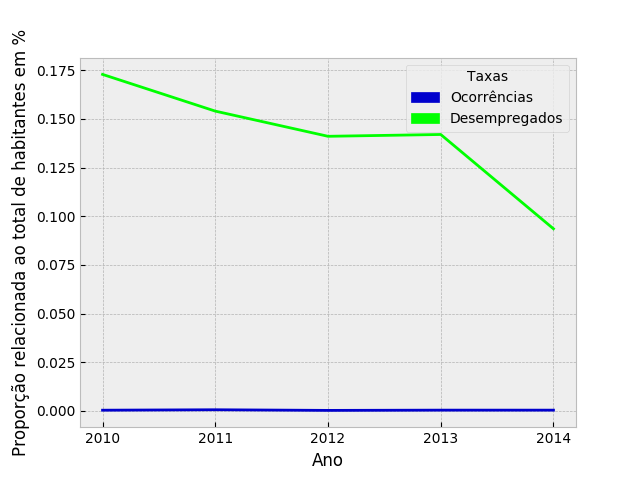 Proporção relacionada ao total de habitantes em %
0.175
0.150
0.125
0.100
0.075
0.050
0.025
0.000
Taxas
Ocorrências
Desempregados
2010 2011 2012 2013 2014
Ano